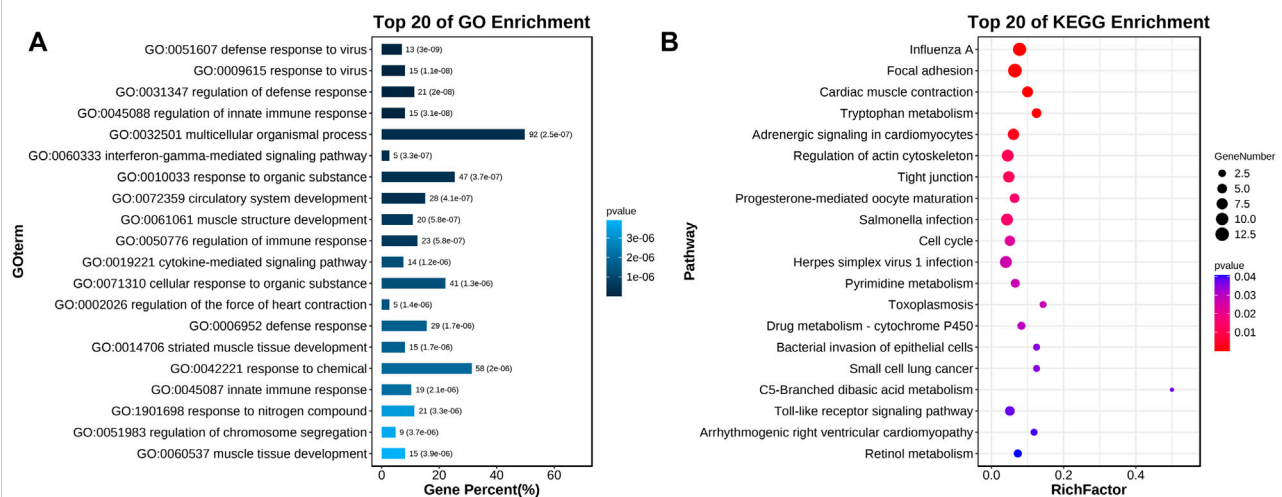 A
Top 20 of GO Enrichment
GOterm
GO:0051607 defense response to virus 13 (3e-09)
GO:0009615 response to virus 15 (1.1e-08)
GO:0031347 regulation of defense response 21 (2e-08)
GO:0045088 regulation of innate immune response 15 (3.1e-08)
GO:0032501 multicellular organismal process 92 (2.5e-07)
GO:0060333 interferon-gamma-mediated signaling pathway 5 (3.3e-07)
GO:0010033 response to organic substance 47 (3.7e-07)
GO:0072359 circulatory system development 28 (4.1e-07)
GO:0061061 muscle structure development 20 (5.8e-07)
GO:0050776 regulation of immune response 23 (5.8e-07)
GO:0019221 cytokine-mediated signaling pathway 14 (1.2e-06)
GO:0071310 cellular response to organic substance 41 (1.3e-06)
GO:0002026 regulation of the force of heart contraction 5 (1.4e-06)
GO:0006952 defense response 29 (1.7e-06)
GO:0014706 striated muscle tissue development 15 (1.7e-06)
GO:0042221 response to chemical 58 (2e-06)
GO:0045087 innate immune response 19 (2.1e-06)
GO:1901698 response to nitrogen compound 21 (3.3e-06)
GO:0051983 regulation of chromosome segregation 9 (3.7e-06)
GO:0060537 muscle tissue development 15 (3.9e-06)
0 20 40 60
Gene Percent(%)
pvalue
3e-06
2e-06
1e-06
B
Top 20 of KEGG Enrichment
Pathway
Influenza A
Focal adhesion
Cardiac muscle contraction
Tryptophan metabolism
Adrenergic signaling in cardiomyocytes
Regulation of actin cytoskeleton
Tight junction
Progesterone-mediated oocyte maturation
Salmonella infection
Cell cycle
Herpes simplex virus 1 infection
Pyrimidine metabolism
Toxoplasmosis
Drug metabolism - cytochrome P450
Bacterial invasion of epithelial cells
Small cell lung cancer
C5-Branched dibasic acid metabolism
Toll-like receptor signaling pathway
Arrhythmogenic right ventricular cardiomyopathy
Retinol metabolism
0.0 0.2 0.4
RichFactor
GeneNumber
2.5
5.0
7.5
10.0
12.5
pvalue
0.04
0.03
0.02
0.01